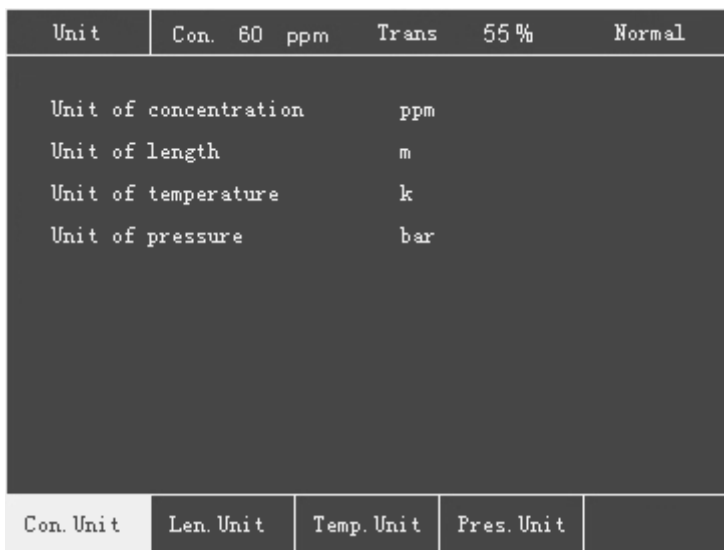 Unit Con. 60 ppm Trans 55% Normal
Unit of concentration ppm
Unit of length m
Unit of temperature k
Unit of pressure bar
Con. Unit Len. Unit Temp. Unit Pres. Unit